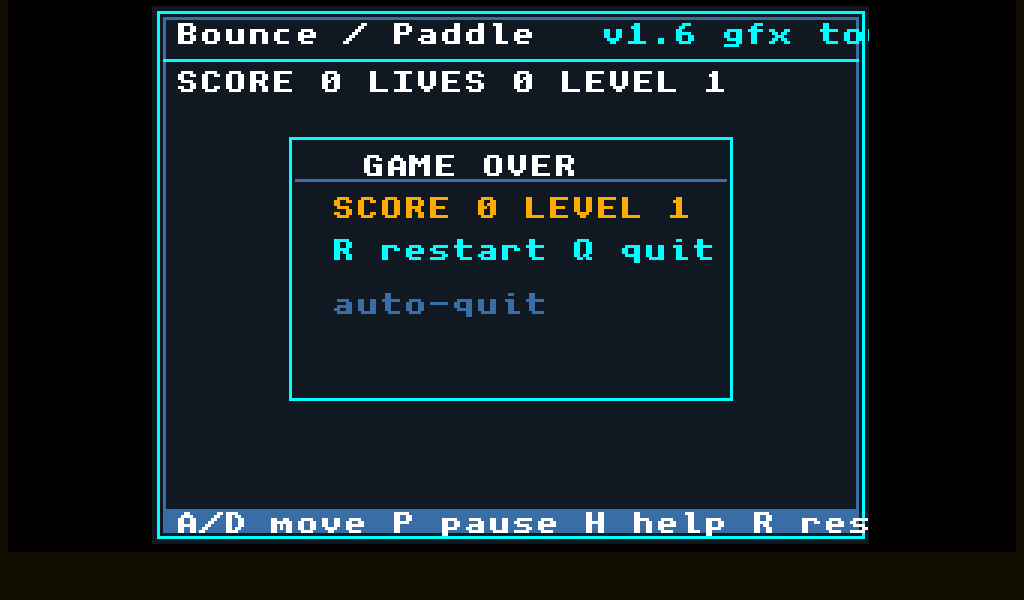 Bounce / Paddle v1.6 gfx
SCORE 0 LIVES 0 LEVEL 1
GAME OVER
SCORE 0 LEVEL 1
R restart Q quit
auto-quit
A/D move P pause H help R res